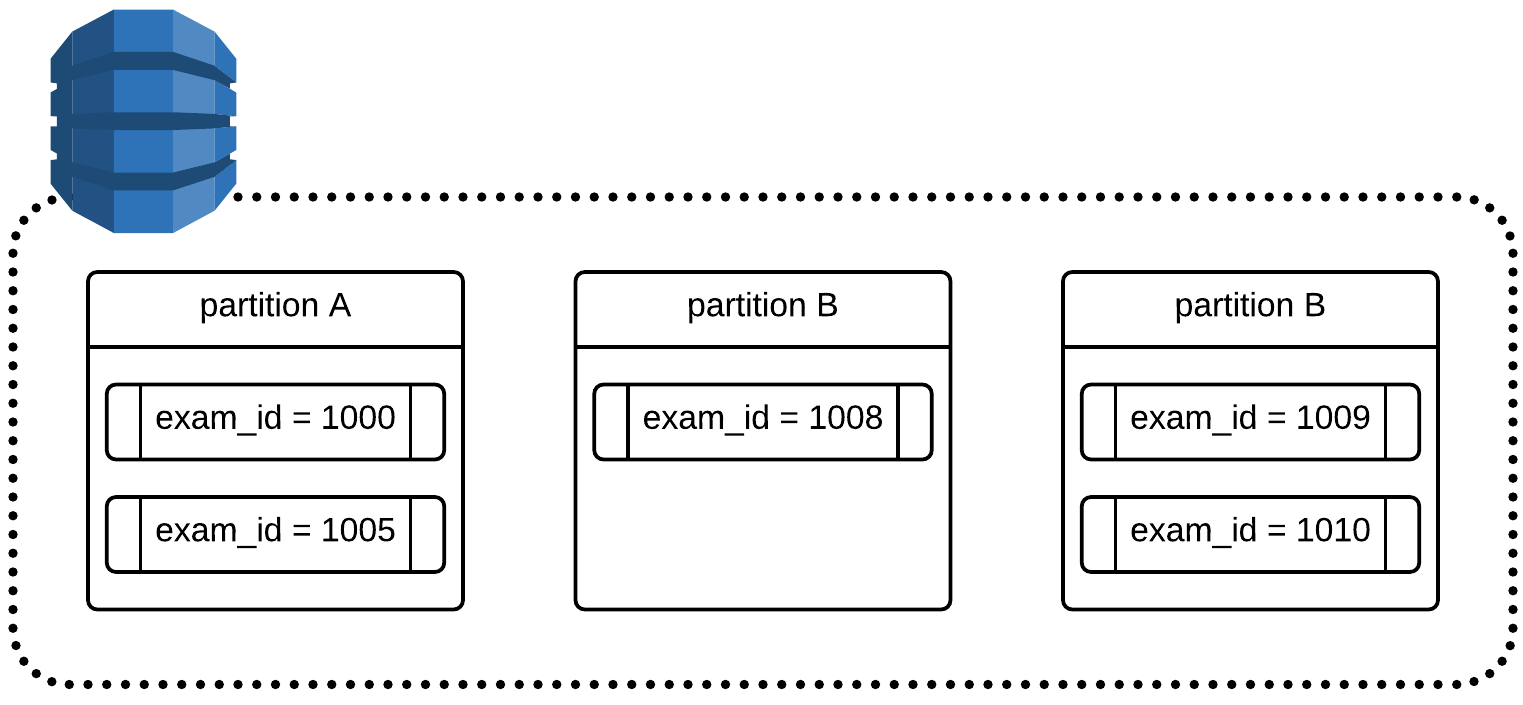 partition A
exam_id = 1000
exam_id = 1005
partition B
exam_id = 1008
partition B
exam_id = 1009
exam_id = 1010